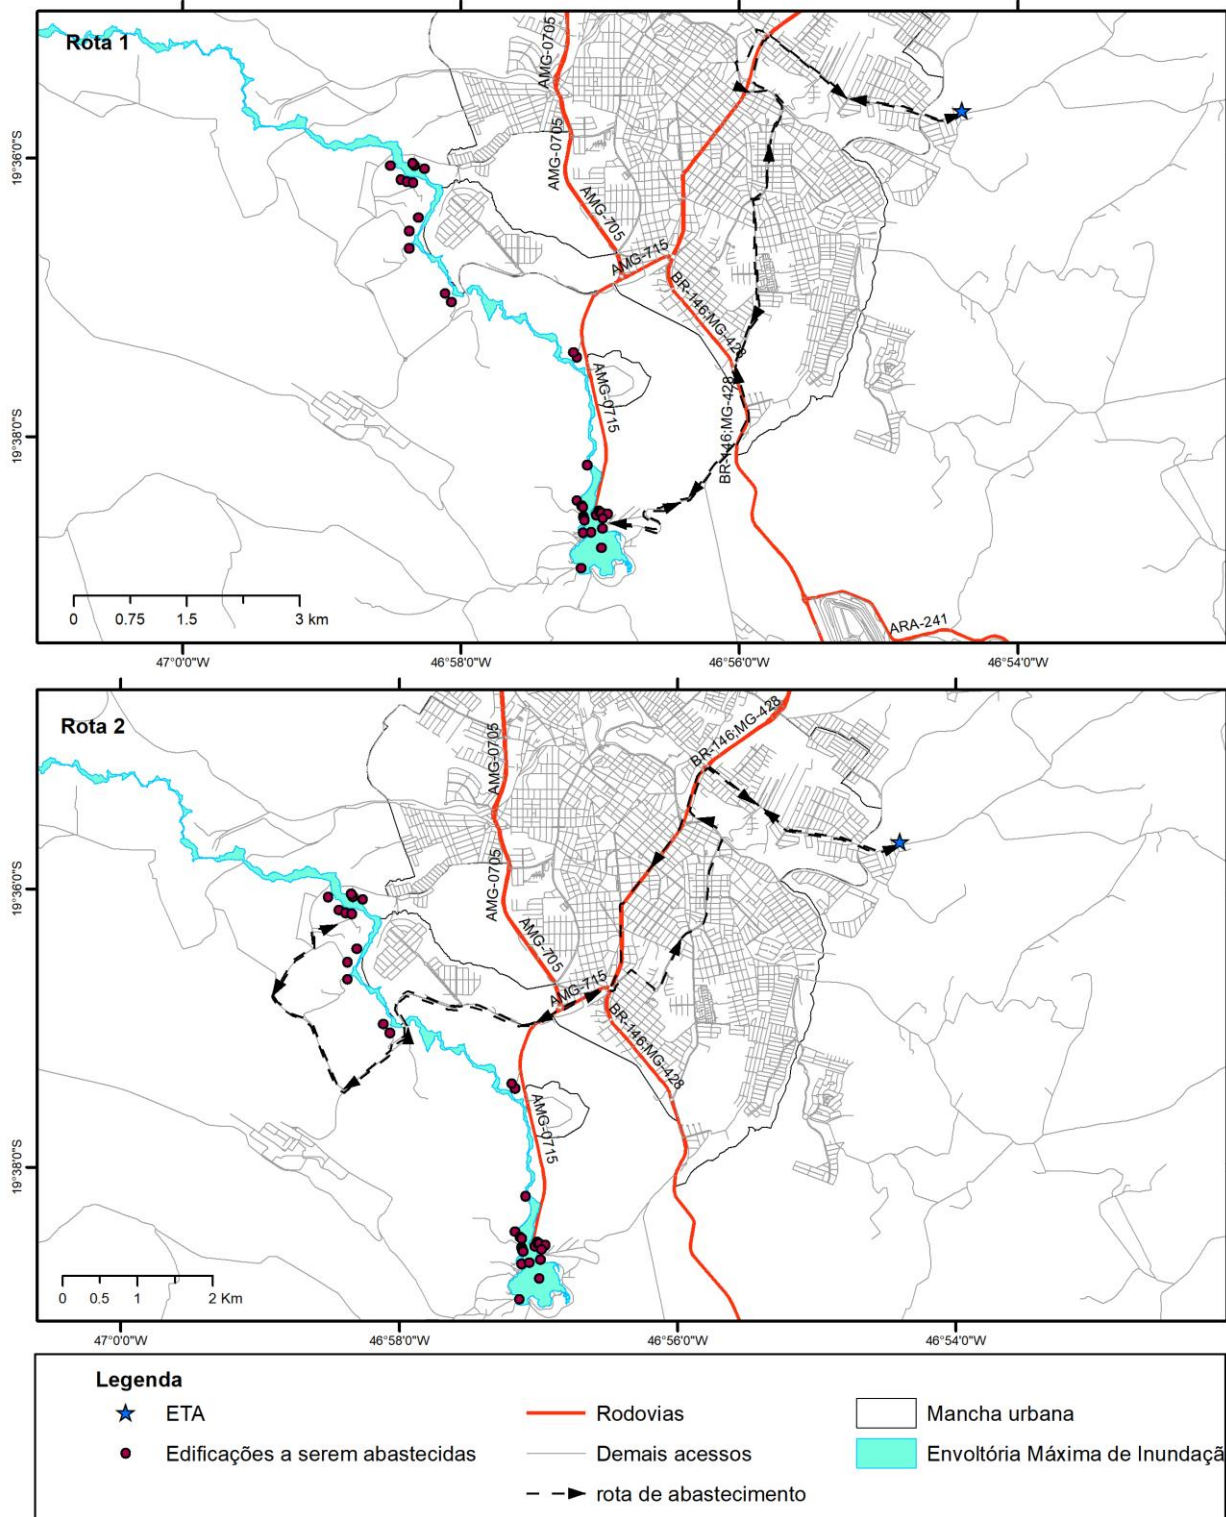 Rota 1
AMG-0705
AMG-0705
AMG-705
AMG-715
BR-146;MG-428
BR-146;MG-428
AMG-0715
ARA-241
19°36'0"S
19°38'0"S
0 0.75 1.5 3 km
47°0'0"W 46°58'0"W 46°56'0"W 46°54'0"W
Rota 2
AMG-0705
AMG-0705
BR-146;MG-428
AMG-705
AMG-715
BR-146;MG-428
AMG-0715
19°36'0"S
19°38'0"S
0 0.5 1 2 Km
47°0'0"W 46°58'0"W 46°56'0"W 46°54'0"W
Legenda
ETA
Edificações a serem abastecidas
Rodovias
Demais acessos
rota de abastecimento
Mancha urbana
Envoltória Máxima de Inundaçã